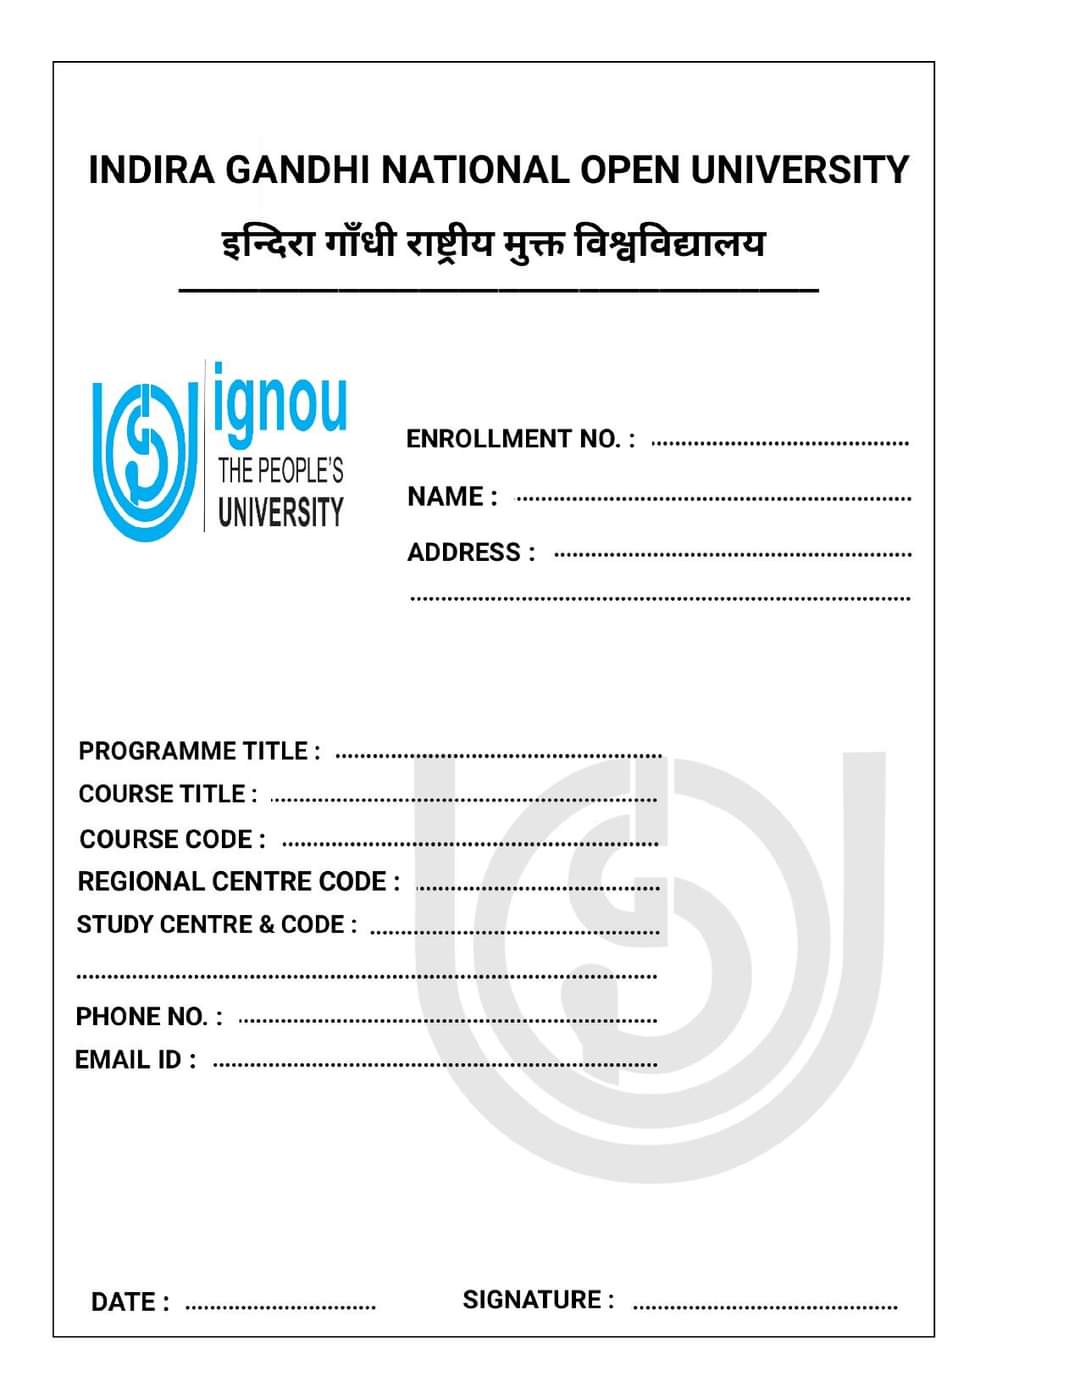 INDIRA GANDHI NATIONAL OPEN UNIVERSITY
इन्दिरा गाँधी राष्ट्रीय मुक्त विश्वविद्यालय
ignou
THE PEOPLE'S
UNIVERSITY
ENROLLMENT NO. : ..........................................
NAME : ................................................................
ADDRESS : ..........................................................
.................................................................................
PROGRAMME TITLE : .....................................................
COURSE TITLE : ...............................................................
COURSE CODE : .............................................................
REGIONAL CENTRE CODE : ........................................
STUDY CENTRE & CODE : ...............................................
..............................................................................................
PHONE NO. : ....................................................................
EMAIL ID : ........................................................................
DATE : ............................... SIGNATURE : ...........................................